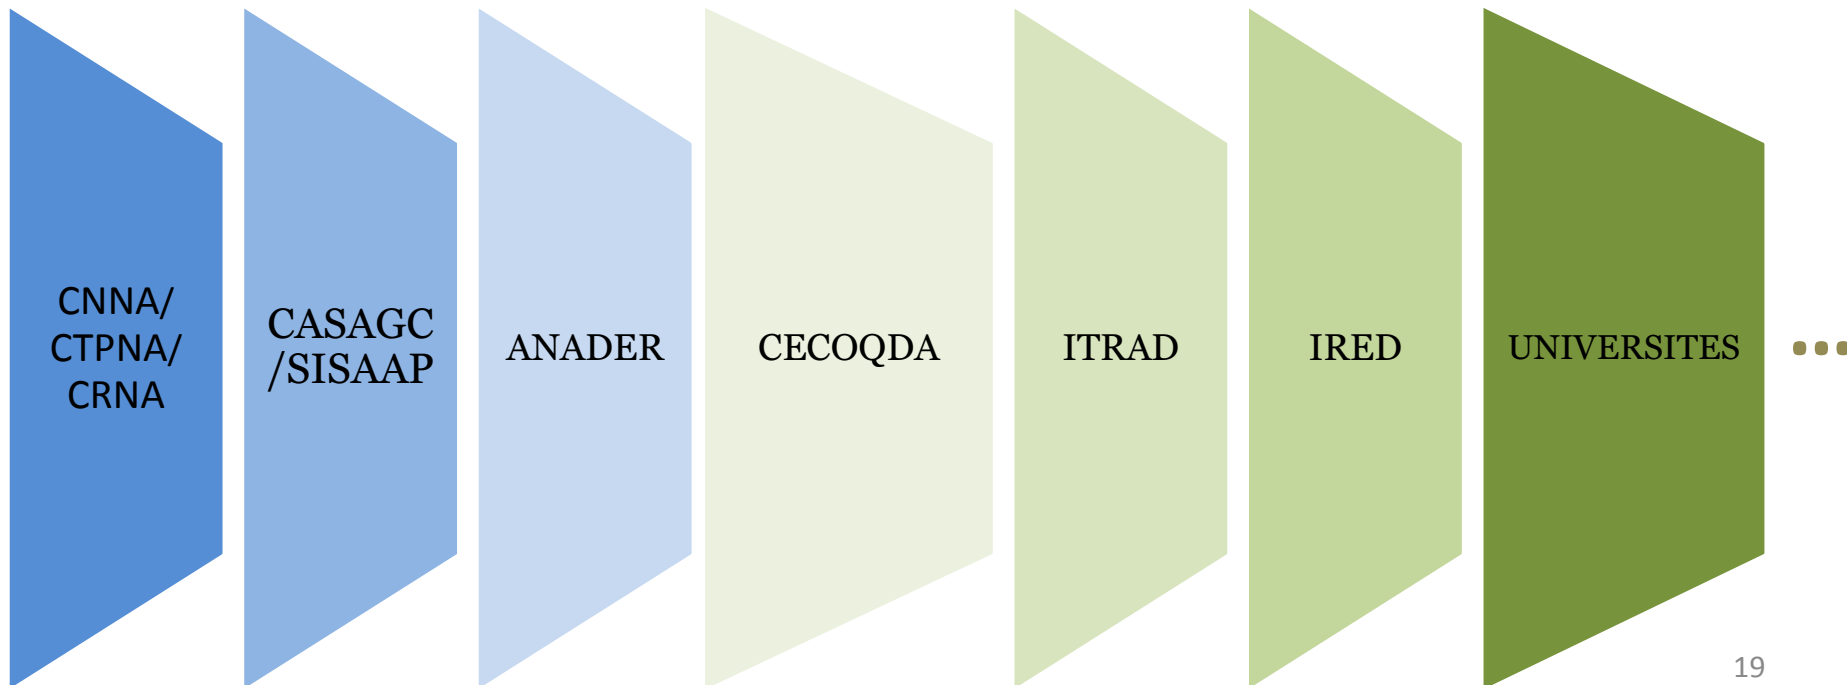 CNNA/
CTPNA/
CRNA
CASAGC
/SISAAP
ANADER
CECOQDA
ITRAD
IRED
UNIVERSITES
...
19